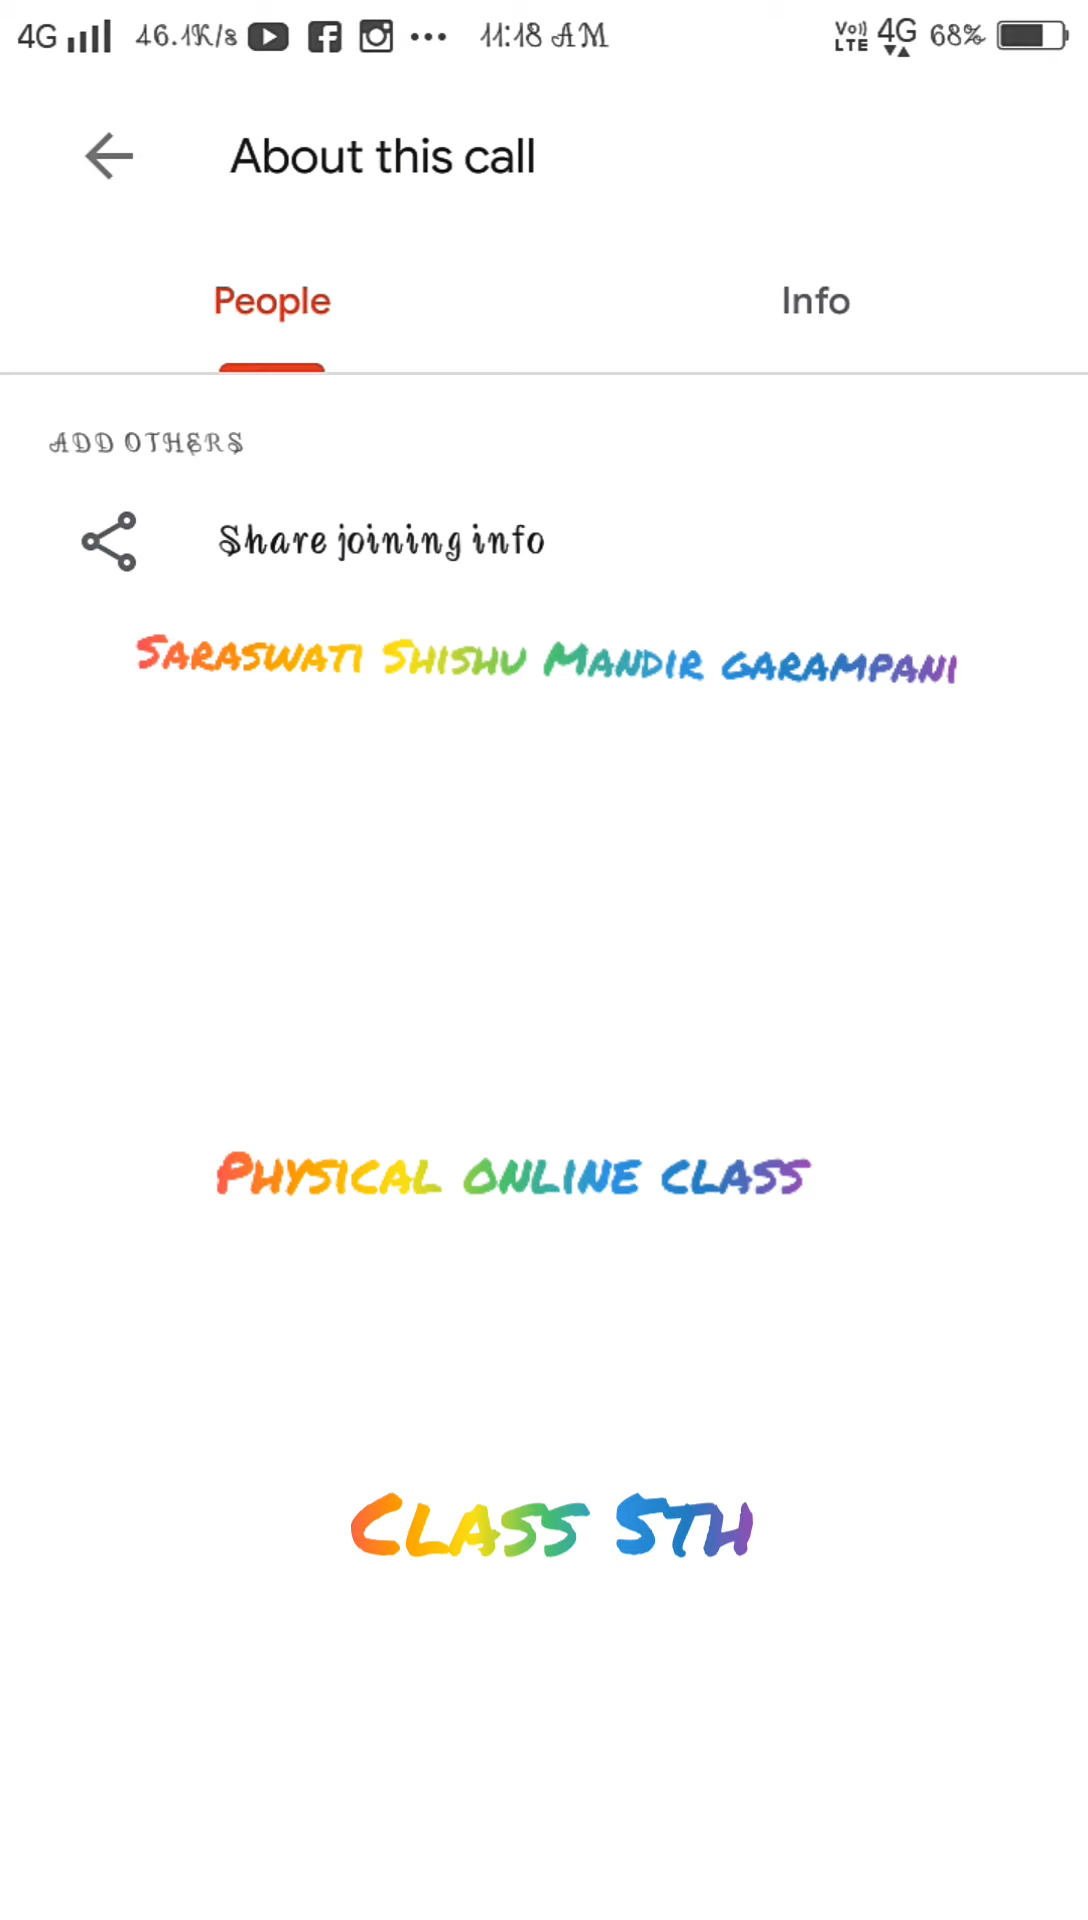 4G 46.1K/s 11:18 AM Vo)) LTE 4G 68%
About this call
People Info
ADD OTHERS
Share joining info
Saraswati Shishu Mandir garampani
Physical online class
Class 5th